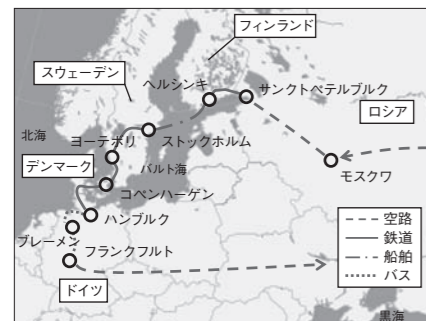 フィンランド
スウェーデン
ヘルシンキ
サンクトペテルブルク
ロシア
北海
ヨーテボリ
ストックホルム
デンマーク
バルト海
モスクワ
コペンハーゲン
ハンブルク
ブレーメン
フランクフルト
ドイツ
空路
鉄道
船舶
バス
黒海